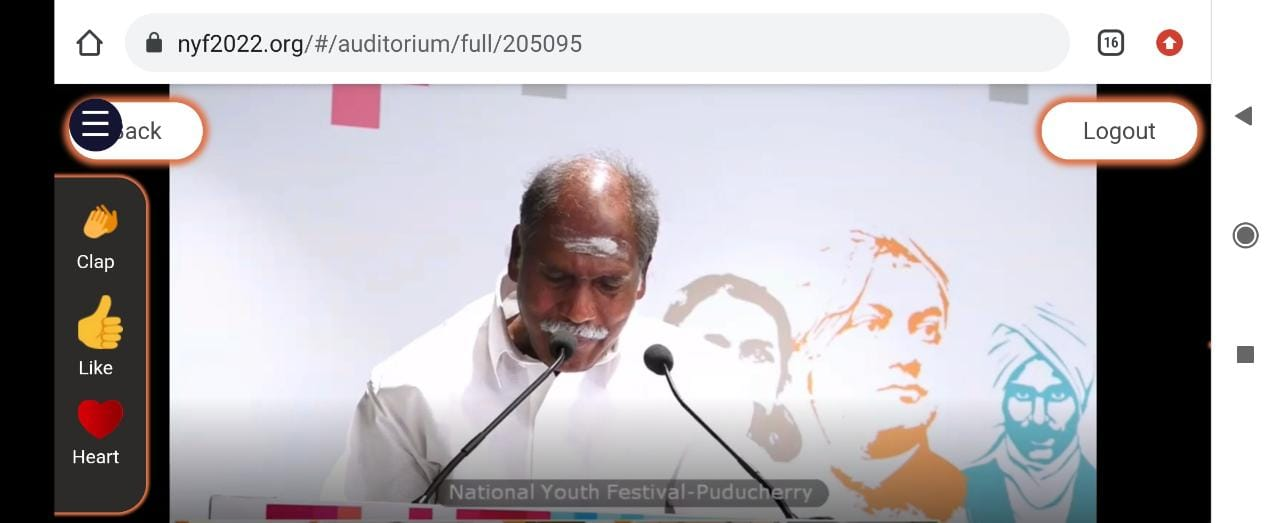 nyf2022.org/#/auditorium/full/205095
16
Back
Logout
Clap
Like
Heart
National Youth Festival-Puducherry